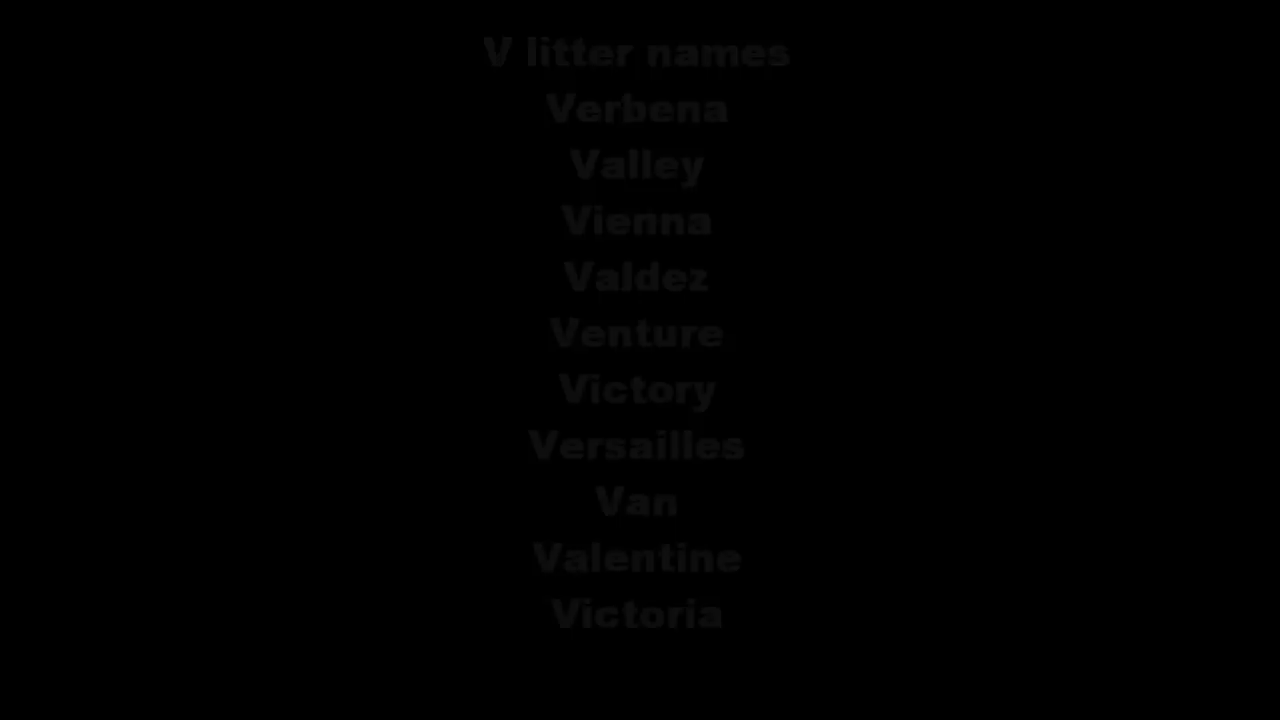 V litter names
Verbena
Valley
Vienna
Valdez
Venture
Victory
Versailles
Van
Valentine
Victoria